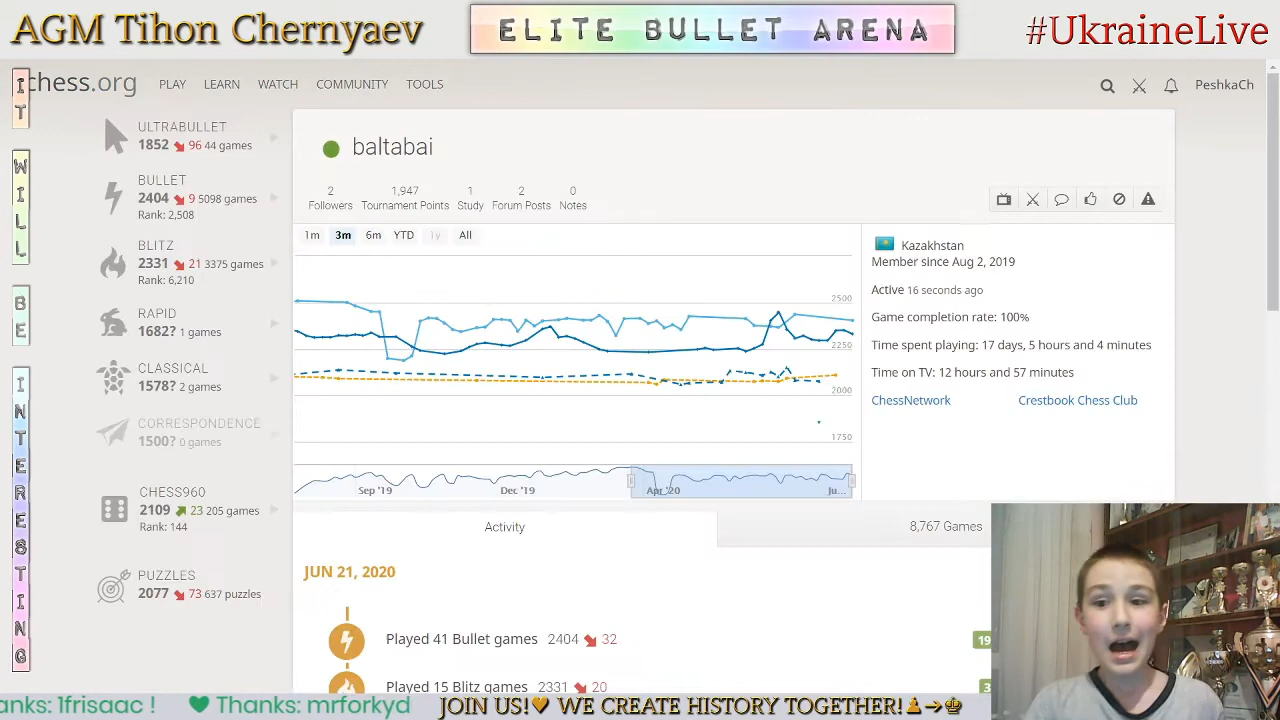 AGM Tihon Chernyaev
ELITE BULLET ARENA
#UkraineLive
IT WILL BE INTERESTING
chess.org PLAY LEARN WATCH COMMUNITY TOOLS PeshkaCh
ULTRABULLET
1852 96 44 games
BULLET
2404 9 5098 games
Rank: 2,508
BLITZ
2331 21 3375 games
Rank: 6,210
RAPID
1682? 1 games
CLASSICAL
1578? 2 games
CORRESPONDENCE
1500? 0 games
CHESS960
2109 23 205 games
Rank: 144
PUZZLES
2077 73 637 puzzles
baltabai
2 1,947 1 2 0
Followers Tournament Points Study Forum Posts Notes
1m 3m 6m YTD 1y All
2500
2250
2000
1750
Sep '19 Dec '19 Apr '20 Ju...
Kazakhstan
Member since Aug 2, 2019
Active 16 seconds ago
Game completion rate: 100%
Time spent playing: 17 days, 5 hours and 4 minutes
Time on TV: 12 hours and 57 minutes
ChessNetwork Crestbook Chess Club
Activity 8,767 Games
JUN 21, 2020
Played 41 Bullet games 2404 32
19
Played 15 Blitz games 2331 20
3
anks: 1frisaac ! Thanks: mrforkyd JOIN US!♥ WE CREATE HISTORY TOGETHER!♟→♚